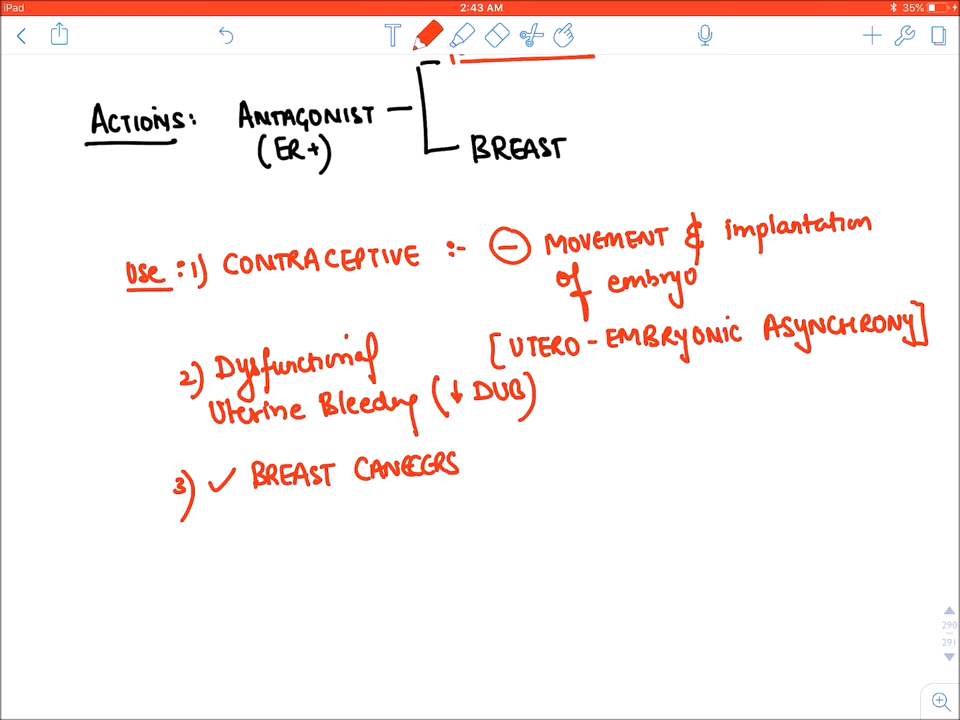 iPad
2:43 AM
35%
T
ACTIONS: ANTAGONIST
(ER+)
BREAST
USE :1) CONTRACEPTIVE :- ⊖ MOVEMENT & implantation
of embryo
[UTERO-EMBRYONIC ASYNCHRONY]
2) Dysfunctional
Uterine Bleeding (↓ DUB)
3) ✓ BREAST CANCERS
290
291